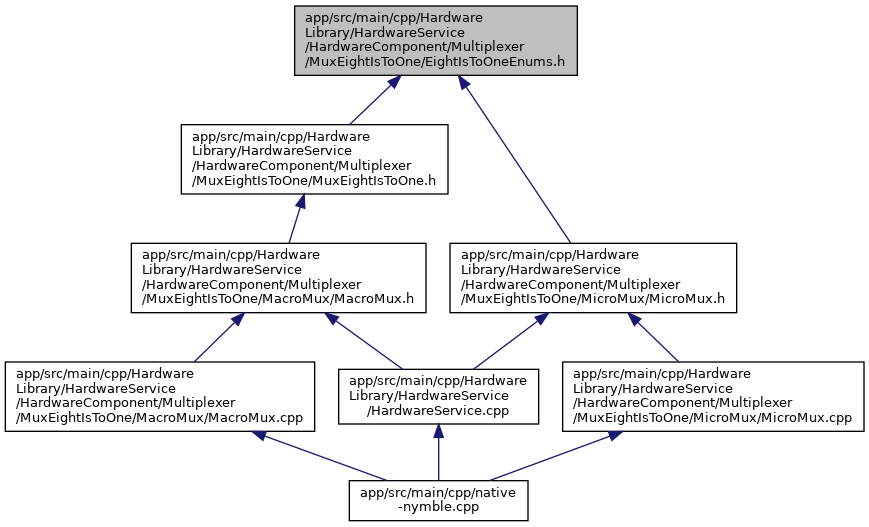 app/src/main/cpp/Hardware
Library/HardwareService
/HardwareComponent/Multiplexer
/MuxEightIsToOne/EightIsToOneEnums.h
app/src/main/cpp/Hardware
Library/HardwareService
/HardwareComponent/Multiplexer
/MuxEightIsToOne/MuxEightIsToOne.h
app/src/main/cpp/Hardware
Library/HardwareService
/HardwareComponent/Multiplexer
/MuxEightIsToOne/MacroMux/MacroMux.h
app/src/main/cpp/Hardware
Library/HardwareService
/HardwareComponent/Multiplexer
/MuxEightIsToOne/MicroMux/MicroMux.h
app/src/main/cpp/Hardware
Library/HardwareService
/HardwareComponent/Multiplexer
/MuxEightIsToOne/MacroMux/MacroMux.cpp
app/src/main/cpp/Hardware
Library/HardwareService
/HardwareService.cpp
app/src/main/cpp/Hardware
Library/HardwareService
/HardwareComponent/Multiplexer
/MuxEightIsToOne/MicroMux/MicroMux.cpp
app/src/main/cpp/native
-nymble.cpp